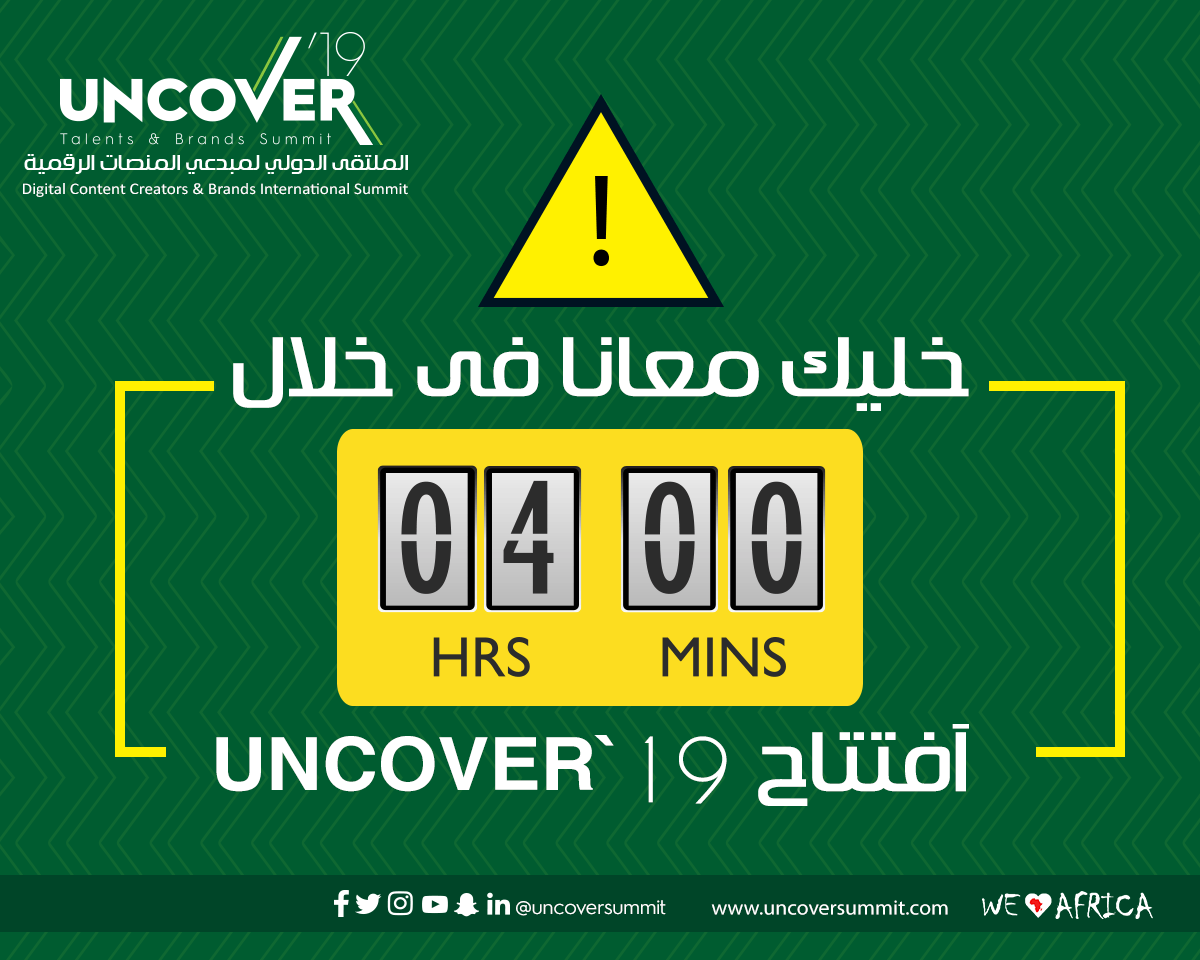 '19
UNCOVER
Talents & Brands Summit
الملتقى الدولي لمبدعي المنصات الرقمية
Digital Content Creators & Brands International Summit
!
خليك معانا فى خلال
04 00
HRS MINS
آفتتاح UNCOVER`19
@uncoversummit www.uncoversummit.com WE AFRICA